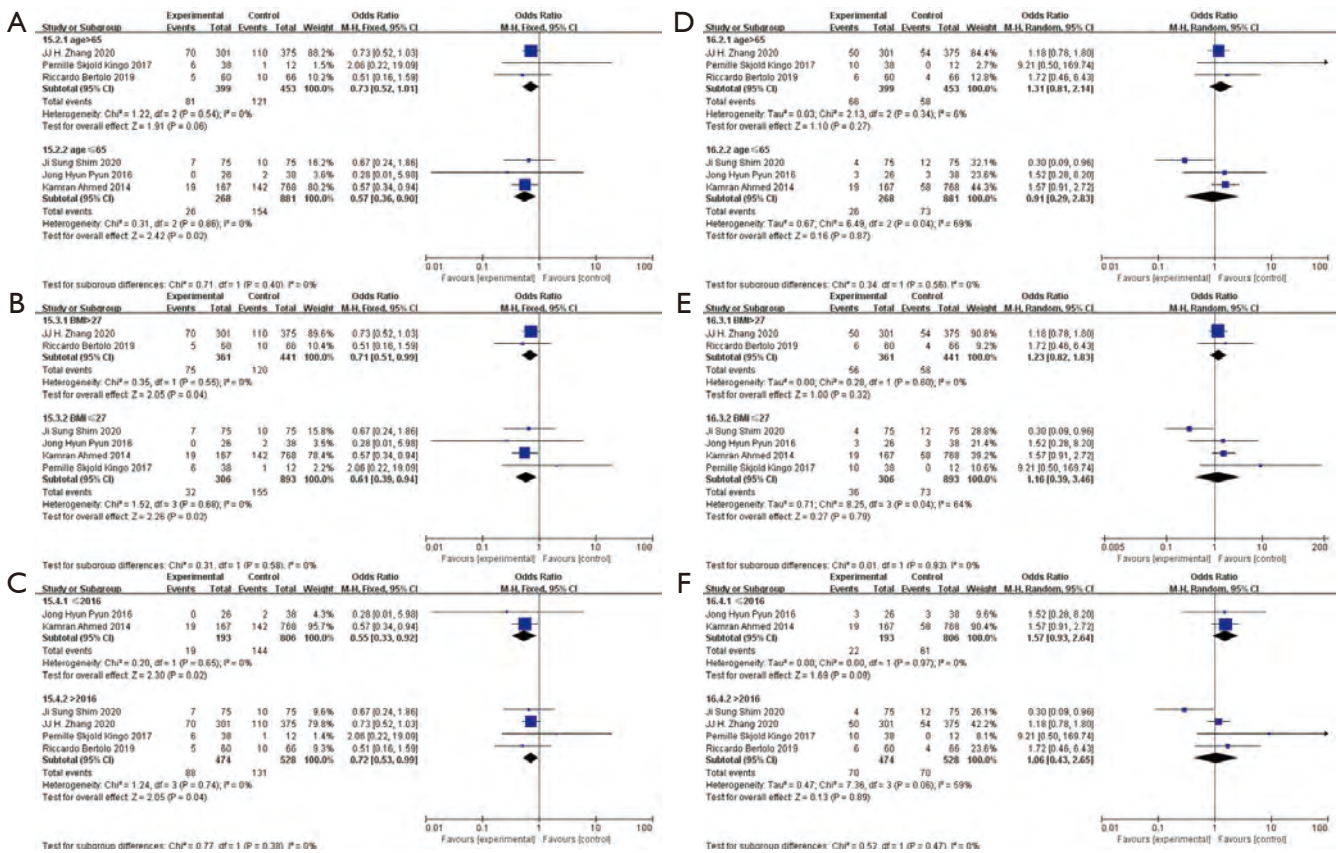 A
Experimental Control Odds Ratio Odds Ratio
Study or Subgroup Events Total Events Total Weight M-H, Fixed, 95% CI M-H, Fixed, 95% CI
15.2.1 age>65
JJ H. Zhang 2020 70 301 110 375 88.2% 0.73 [0.52, 1.03]
Pernille Skjold Kingo 2017 6 38 1 12 1.5% 2.06 [0.22, 19.09]
Riccardo Bertolo 2019 5 60 10 66 10.2% 0.51 [0.16, 1.59]
Subtotal (95% CI) 399 453 100.0% 0.73 [0.52, 1.01]
Total events 81 121
Heterogeneity: Chi² = 1.22, df = 2 (P = 0.54); I² = 0%
Test for overall effect: Z = 1.91 (P = 0.06)
15.2.2 age ≤65
Ji Sung Shim 2020 7 75 10 75 16.2% 0.67 [0.24, 1.86]
Jong Hyun Pyun 2016 0 26 2 38 3.6% 0.28 [0.01, 5.98]
Kamran Ahmed 2014 19 167 142 768 80.2% 0.57 [0.34, 0.94]
Subtotal (95% CI) 268 881 100.0% 0.57 [0.36, 0.90]
Total events 26 154
Heterogeneity: Chi² = 0.31, df = 2 (P = 0.86); I² = 0%
Test for overall effect: Z = 2.42 (P = 0.02)
0.01 0.1 1 10 100
Favours [experimental] Favours [control]
Test for subgroup differences: Chi² = 0.71, df = 1 (P = 0.40), I² = 0%
B
Experimental Control Odds Ratio Odds Ratio
Study or Subgroup Events Total Events Total Weight M-H, Fixed, 95% CI M-H, Fixed, 95% CI
15.3.1 BMI>27
JJ H. Zhang 2020 70 301 110 375 89.6% 0.73 [0.52, 1.03]
Riccardo Bertolo 2019 5 60 10 66 10.4% 0.51 [0.16, 1.59]
Subtotal (95% CI) 361 441 100.0% 0.71 [0.51, 0.99]
Total events 75 120
Heterogeneity: Chi² = 0.35, df = 1 (P = 0.55); I² = 0%
Test for overall effect: Z = 2.05 (P = 0.04)
15.3.2 BMI ≤27
Ji Sung Shim 2020 7 75 10 75 15.8% 0.67 [0.24, 1.86]
Jong Hyun Pyun 2016 0 26 2 38 3.5% 0.28 [0.01, 5.98]
Kamran Ahmed 2014 19 167 142 768 78.4% 0.57 [0.34, 0.94]
Pernille Skjold Kingo 2017 6 38 1 12 2.2% 2.06 [0.22, 19.09]
Subtotal (95% CI) 306 893 100.0% 0.61 [0.39, 0.94]
Total events 32 155
Heterogeneity: Chi² = 1.52, df = 3 (P = 0.68); I² = 0%
Test for overall effect: Z = 2.26 (P = 0.02)
0.01 0.1 1 10 100
Favours [experimental] Favours [control]
Test for subgroup differences: Chi² = 0.31, df = 1 (P = 0.58), I² = 0%
C
Experimental Control Odds Ratio Odds Ratio
Study or Subgroup Events Total Events Total Weight M-H, Fixed, 95% CI M-H, Fixed, 95% CI
15.4.1 ≤2016
Jong Hyun Pyun 2016 0 26 2 38 4.3% 0.28 [0.01, 5.98]
Kamran Ahmed 2014 19 167 142 768 95.7% 0.57 [0.34, 0.94]
Subtotal (95% CI) 193 806 100.0% 0.55 [0.33, 0.92]
Total events 19 144
Heterogeneity: Chi² = 0.20, df = 1 (P = 0.65); I² = 0%
Test for overall effect: Z = 2.30 (P = 0.02)
15.4.2 >2016
Ji Sung Shim 2020 7 75 10 75 9.6% 0.67 [0.24, 1.86]
JJ H. Zhang 2020 70 301 110 375 79.8% 0.73 [0.52, 1.03]
Pernille Skjold Kingo 2017 6 38 1 12 1.4% 2.06 [0.22, 19.09]
Riccardo Bertolo 2019 5 60 10 66 9.3% 0.51 [0.16, 1.59]
Subtotal (95% CI) 474 528 100.0% 0.72 [0.53, 0.99]
Total events 88 131
Heterogeneity: Chi² = 1.24, df = 3 (P = 0.74); I² = 0%
Test for overall effect: Z = 2.05 (P = 0.04)
0.01 0.1 1 10 100
Favours [experimental] Favours [control]
Test for subgroup differences: Chi² = 0.77, df = 1 (P = 0.38), I² = 0%
D
Experimental Control Odds Ratio Odds Ratio
Study or Subgroup Events Total Events Total Weight M-H, Random, 95% CI M-H, Random, 95% CI
16.2.1 age>65
JJ H. Zhang 2020 50 301 54 375 84.4% 1.18 [0.78, 1.80]
Pernille Skjold Kingo 2017 10 38 0 12 2.7% 9.21 [0.50, 169.74]
Riccardo Bertolo 2019 6 60 4 66 12.8% 1.72 [0.46, 6.43]
Subtotal (95% CI) 399 453 100.0% 1.31 [0.81, 2.14]
Total events 66 58
Heterogeneity: Tau² = 0.03; Chi² = 2.13, df = 2 (P = 0.34); I² = 6%
Test for overall effect: Z = 1.10 (P = 0.27)
16.2.2 age ≤65
Ji Sung Shim 2020 4 75 12 75 32.1% 0.30 [0.09, 0.96]
Jong Hyun Pyun 2016 3 26 3 38 23.6% 1.52 [0.28, 8.20]
Kamran Ahmed 2014 19 167 58 768 44.3% 1.57 [0.91, 2.72]
Subtotal (95% CI) 268 881 100.0% 0.91 [0.29, 2.83]
Total events 26 73
Heterogeneity: Tau² = 0.67; Chi² = 6.49, df = 2 (P = 0.04); I² = 69%
Test for overall effect: Z = 0.16 (P = 0.87)
0.01 0.1 1 10 100
Favours [experimental] Favours [control]
Test for subgroup differences: Chi² = 0.34, df = 1 (P = 0.56), I² = 0%
E
Experimental Control Odds Ratio Odds Ratio
Study or Subgroup Events Total Events Total Weight M-H, Random, 95% CI M-H, Random, 95% CI
16.3.1 BMI>27
JJ H. Zhang 2020 50 301 54 375 90.8% 1.18 [0.78, 1.80]
Riccardo Bertolo 2019 6 60 4 66 9.2% 1.72 [0.46, 6.43]
Subtotal (95% CI) 361 441 100.0% 1.23 [0.82, 1.83]
Total events 56 58
Heterogeneity: Tau² = 0.00; Chi² = 0.28, df = 1 (P = 0.60); I² = 0%
Test for overall effect: Z = 1.00 (P = 0.32)
16.3.2 BMI ≤27
Ji Sung Shim 2020 4 75 12 75 28.8% 0.30 [0.09, 0.96]
Jong Hyun Pyun 2016 3 26 3 38 21.4% 1.52 [0.28, 8.20]
Kamran Ahmed 2014 19 167 58 768 39.2% 1.57 [0.91, 2.72]
Pernille Skjold Kingo 2017 10 38 0 12 10.6% 9.21 [0.50, 169.74]
Subtotal (95% CI) 306 893 100.0% 1.16 [0.39, 3.46]
Total events 36 73
Heterogeneity: Tau² = 0.71; Chi² = 8.25, df = 3 (P = 0.04); I² = 64%
Test for overall effect: Z = 0.27 (P = 0.79)
0.005 0.1 1 10 200
Favours [experimental] Favours [control]
Test for subgroup differences: Chi² = 0.01, df = 1 (P = 0.93), I² = 0%
F
Experimental Control Odds Ratio Odds Ratio
Study or Subgroup Events Total Events Total Weight M-H, Random, 95% CI M-H, Random, 95% CI
16.4.1 ≤2016
Jong Hyun Pyun 2016 3 26 3 38 9.6% 1.52 [0.28, 8.20]
Kamran Ahmed 2014 19 167 58 768 90.4% 1.57 [0.91, 2.72]
Subtotal (95% CI) 193 806 100.0% 1.57 [0.93, 2.64]
Total events 22 61
Heterogeneity: Tau² = 0.00; Chi² = 0.00, df = 1 (P = 0.97); I² = 0%
Test for overall effect: Z = 1.69 (P = 0.09)
16.4.2 >2016
Ji Sung Shim 2020 4 75 12 75 26.1% 0.30 [0.09, 0.96]
JJ H. Zhang 2020 50 301 54 375 42.2% 1.18 [0.78, 1.80]
Pernille Skjold Kingo 2017 10 38 0 12 8.1% 9.21 [0.50, 169.74]
Riccardo Bertolo 2019 6 60 4 66 23.6% 1.72 [0.46, 6.43]
Subtotal (95% CI) 474 528 100.0% 1.06 [0.43, 2.65]
Total events 70 70
Heterogeneity: Tau² = 0.47; Chi² = 7.36, df = 3 (P = 0.06); I² = 59%
Test for overall effect: Z = 0.13 (P = 0.89)
0.01 0.1 1 10 100
Favours [experimental] Favours [control]
Test for subgroup differences: Chi² = 0.52, df = 1 (P = 0.47), I² = 0%